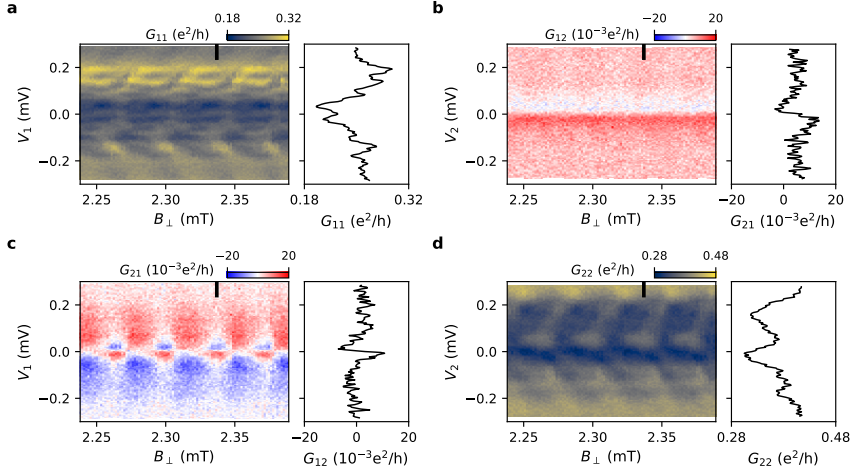 a
G11 (e2/h)
0.18 0.32
V1 (mV)
0.2
0.0
−0.2
2.25 2.30 2.35
B⊥ (mT)
0.18 0.32
G11 (e2/h)
b
G12 (10−3e2/h)
−20 20
V2 (mV)
0.2
0.0
−0.2
2.25 2.30 2.35
B⊥ (mT)
−20 0 20
G21 (10−3e2/h)
c
G21 (10−3e2/h)
−20 20
V1 (mV)
0.2
0.0
−0.2
2.25 2.30 2.35
B⊥ (mT)
−20 0 20
G12 (10−3e2/h)
d
G22 (e2/h)
0.28 0.48
V2 (mV)
0.2
0.0
−0.2
2.25 2.30 2.35
B⊥ (mT)
0.28 0.48
G22 (e2/h)